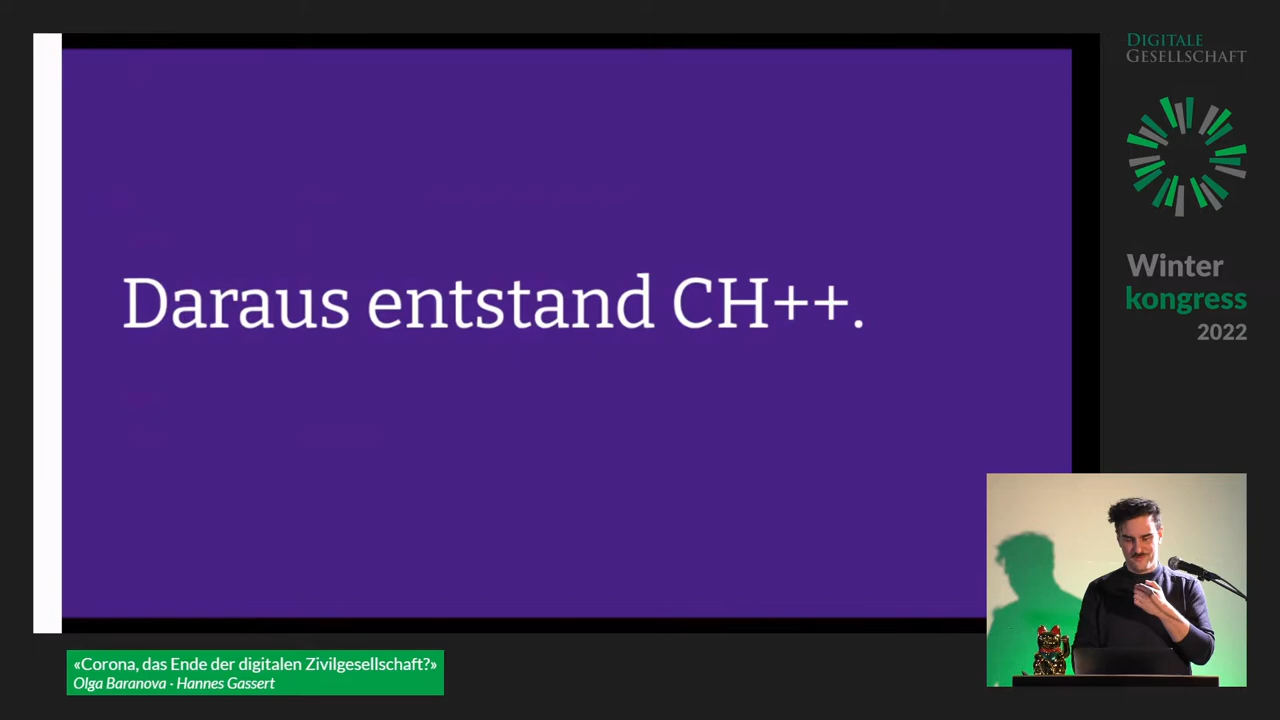 Daraus entstand CH++.
DIGITALE
GESELLSCHAFT
Winter
kongress
2022
«Corona, das Ende der digitalen Zivilgesellschaft?»
Olga Baranova · Hannes Gassert